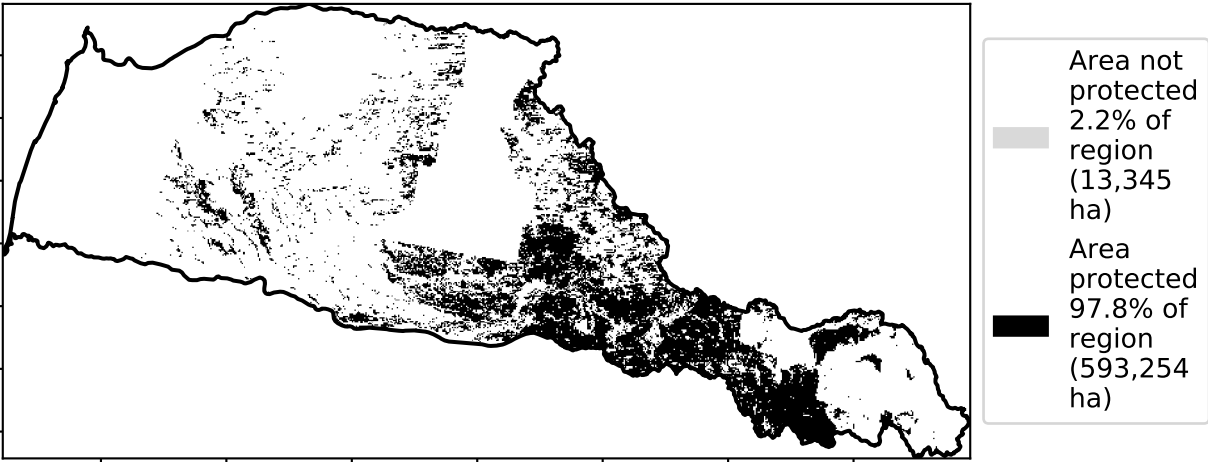 Area not
protected
2.2% of
region
(13,345
ha)
Area
protected
97.8% of
region
(593,254
ha)